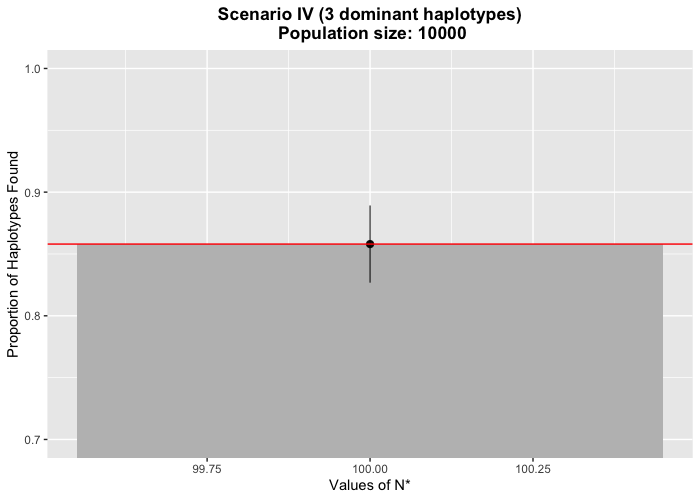 Scenario IV (3 dominant haplotypes)
Population size: 10000
Proportion of Haplotypes Found
1.0
0.9
0.8
0.7
99.75
100.00
100.25
Values of N*